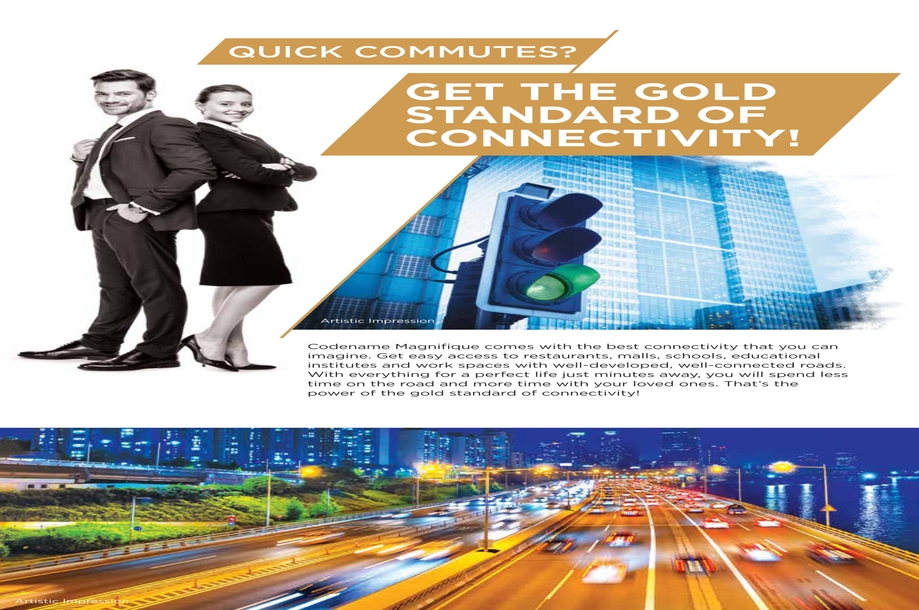 QUICK COMMUTES?
GET THE GOLD
STANDARD OF
CONNECTIVITY!
Artistic Impression
Codename Magnifique comes with the best connectivity that you can
imagine. Get easy access to restaurants, malls, schools, educational
institutes and work spaces with well-developed, well-connected roads.
With everything for a perfect life just minutes away, you will spend less
time on the road and more time with your loved ones. That's the
power of the gold standard of connectivity!
Artistic Impression